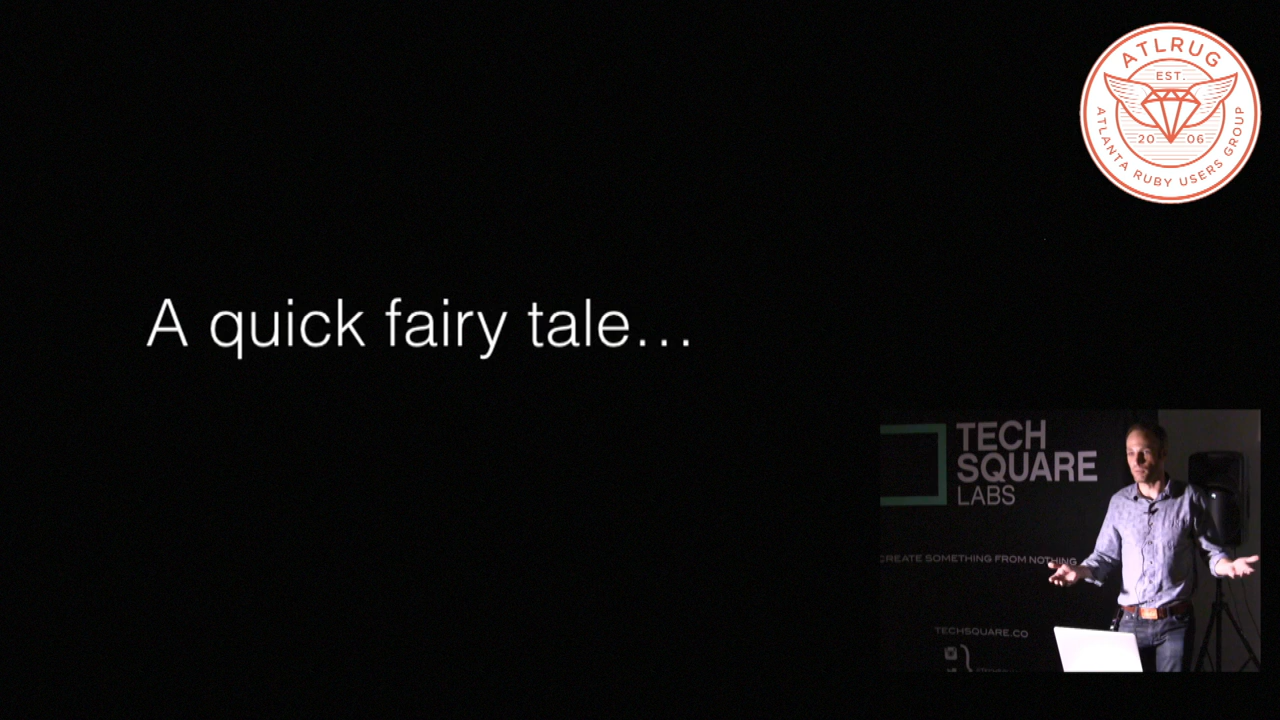 ATLRUG
EST.
20 06
ATLANTA RUBY USERS GROUP
A quick fairy tale...
TECH
SQUARE
LABS
CREATE SOMETHING FROM NOTHING
TECHSQUARE.CO